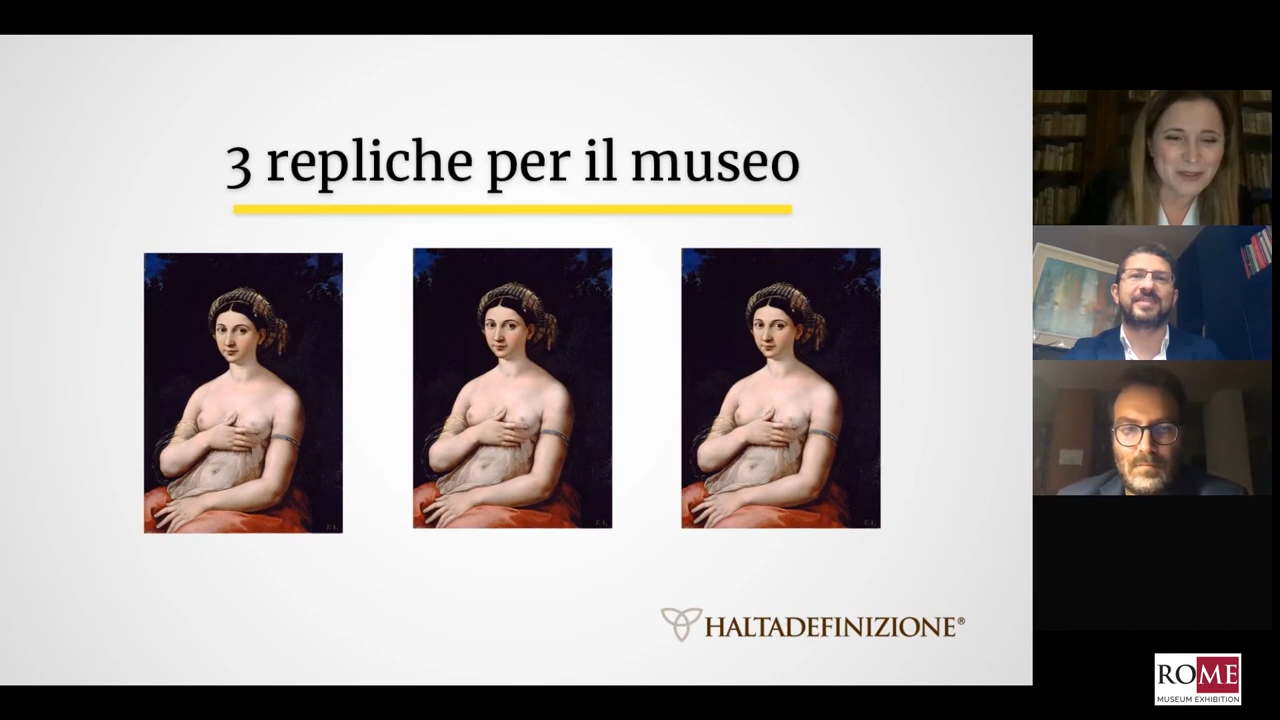 3 repliche per il museo
HALTADEFINIZIONE®
ROME
MUSEUM EXHIBITION